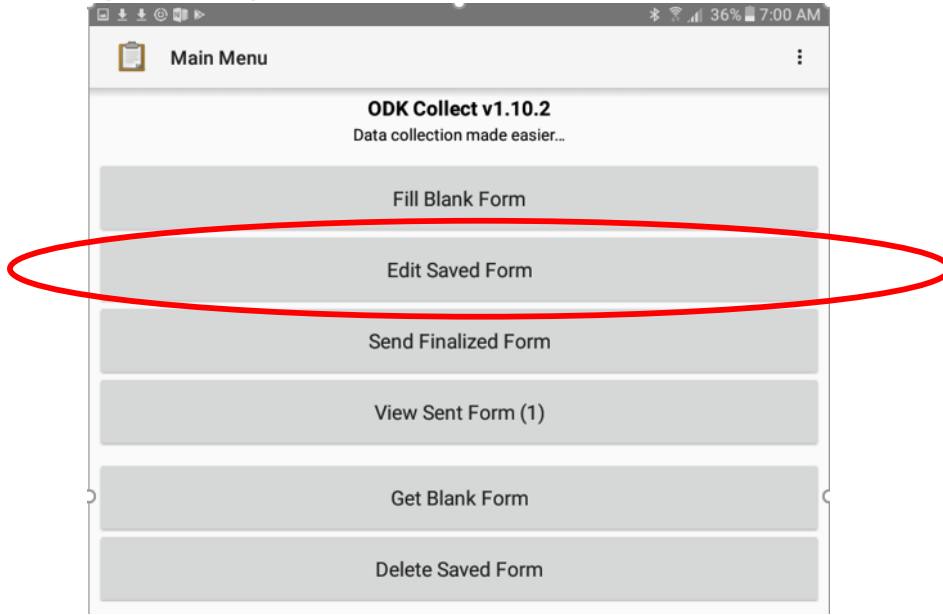 36% 7:00 AM
Main Menu
ODK Collect v1.10.2
Data collection made easier...
Fill Blank Form
Edit Saved Form
Send Finalized Form
View Sent Form (1)
Get Blank Form
Delete Saved Form